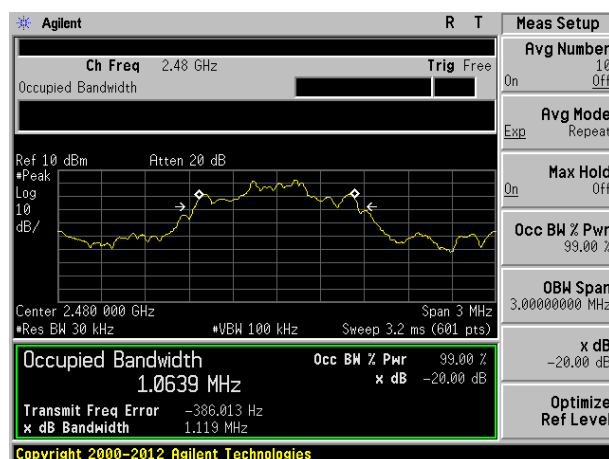 Agilent R T
Ch Freq 2.48 GHz Trig Free
Occupied Bandwidth
Ref 10 dBm Atten 20 dB
#Peak
Log
10
dB/
Center 2.480 000 GHz Span 3 MHz
#Res BW 30 kHz #VBW 100 kHz Sweep 3.2 ms (601 pts)
Occupied Bandwidth Occ BW % Pwr 99.00 %
1.0639 MHz x dB -20.00 dB
Transmit Freq Error -386.013 Hz
x dB Bandwidth 1.119 MHz
Copyright 2000-2012 Agilent Technologies
Meas Setup
Avg Number
10
On Off
Avg Mode
Exp Repeat
Max Hold
On Off
Occ BW % Pwr
99.00 %
OBW Span
3.00000000 MHz
x dB
-20.00 dB
Optimize
Ref Level